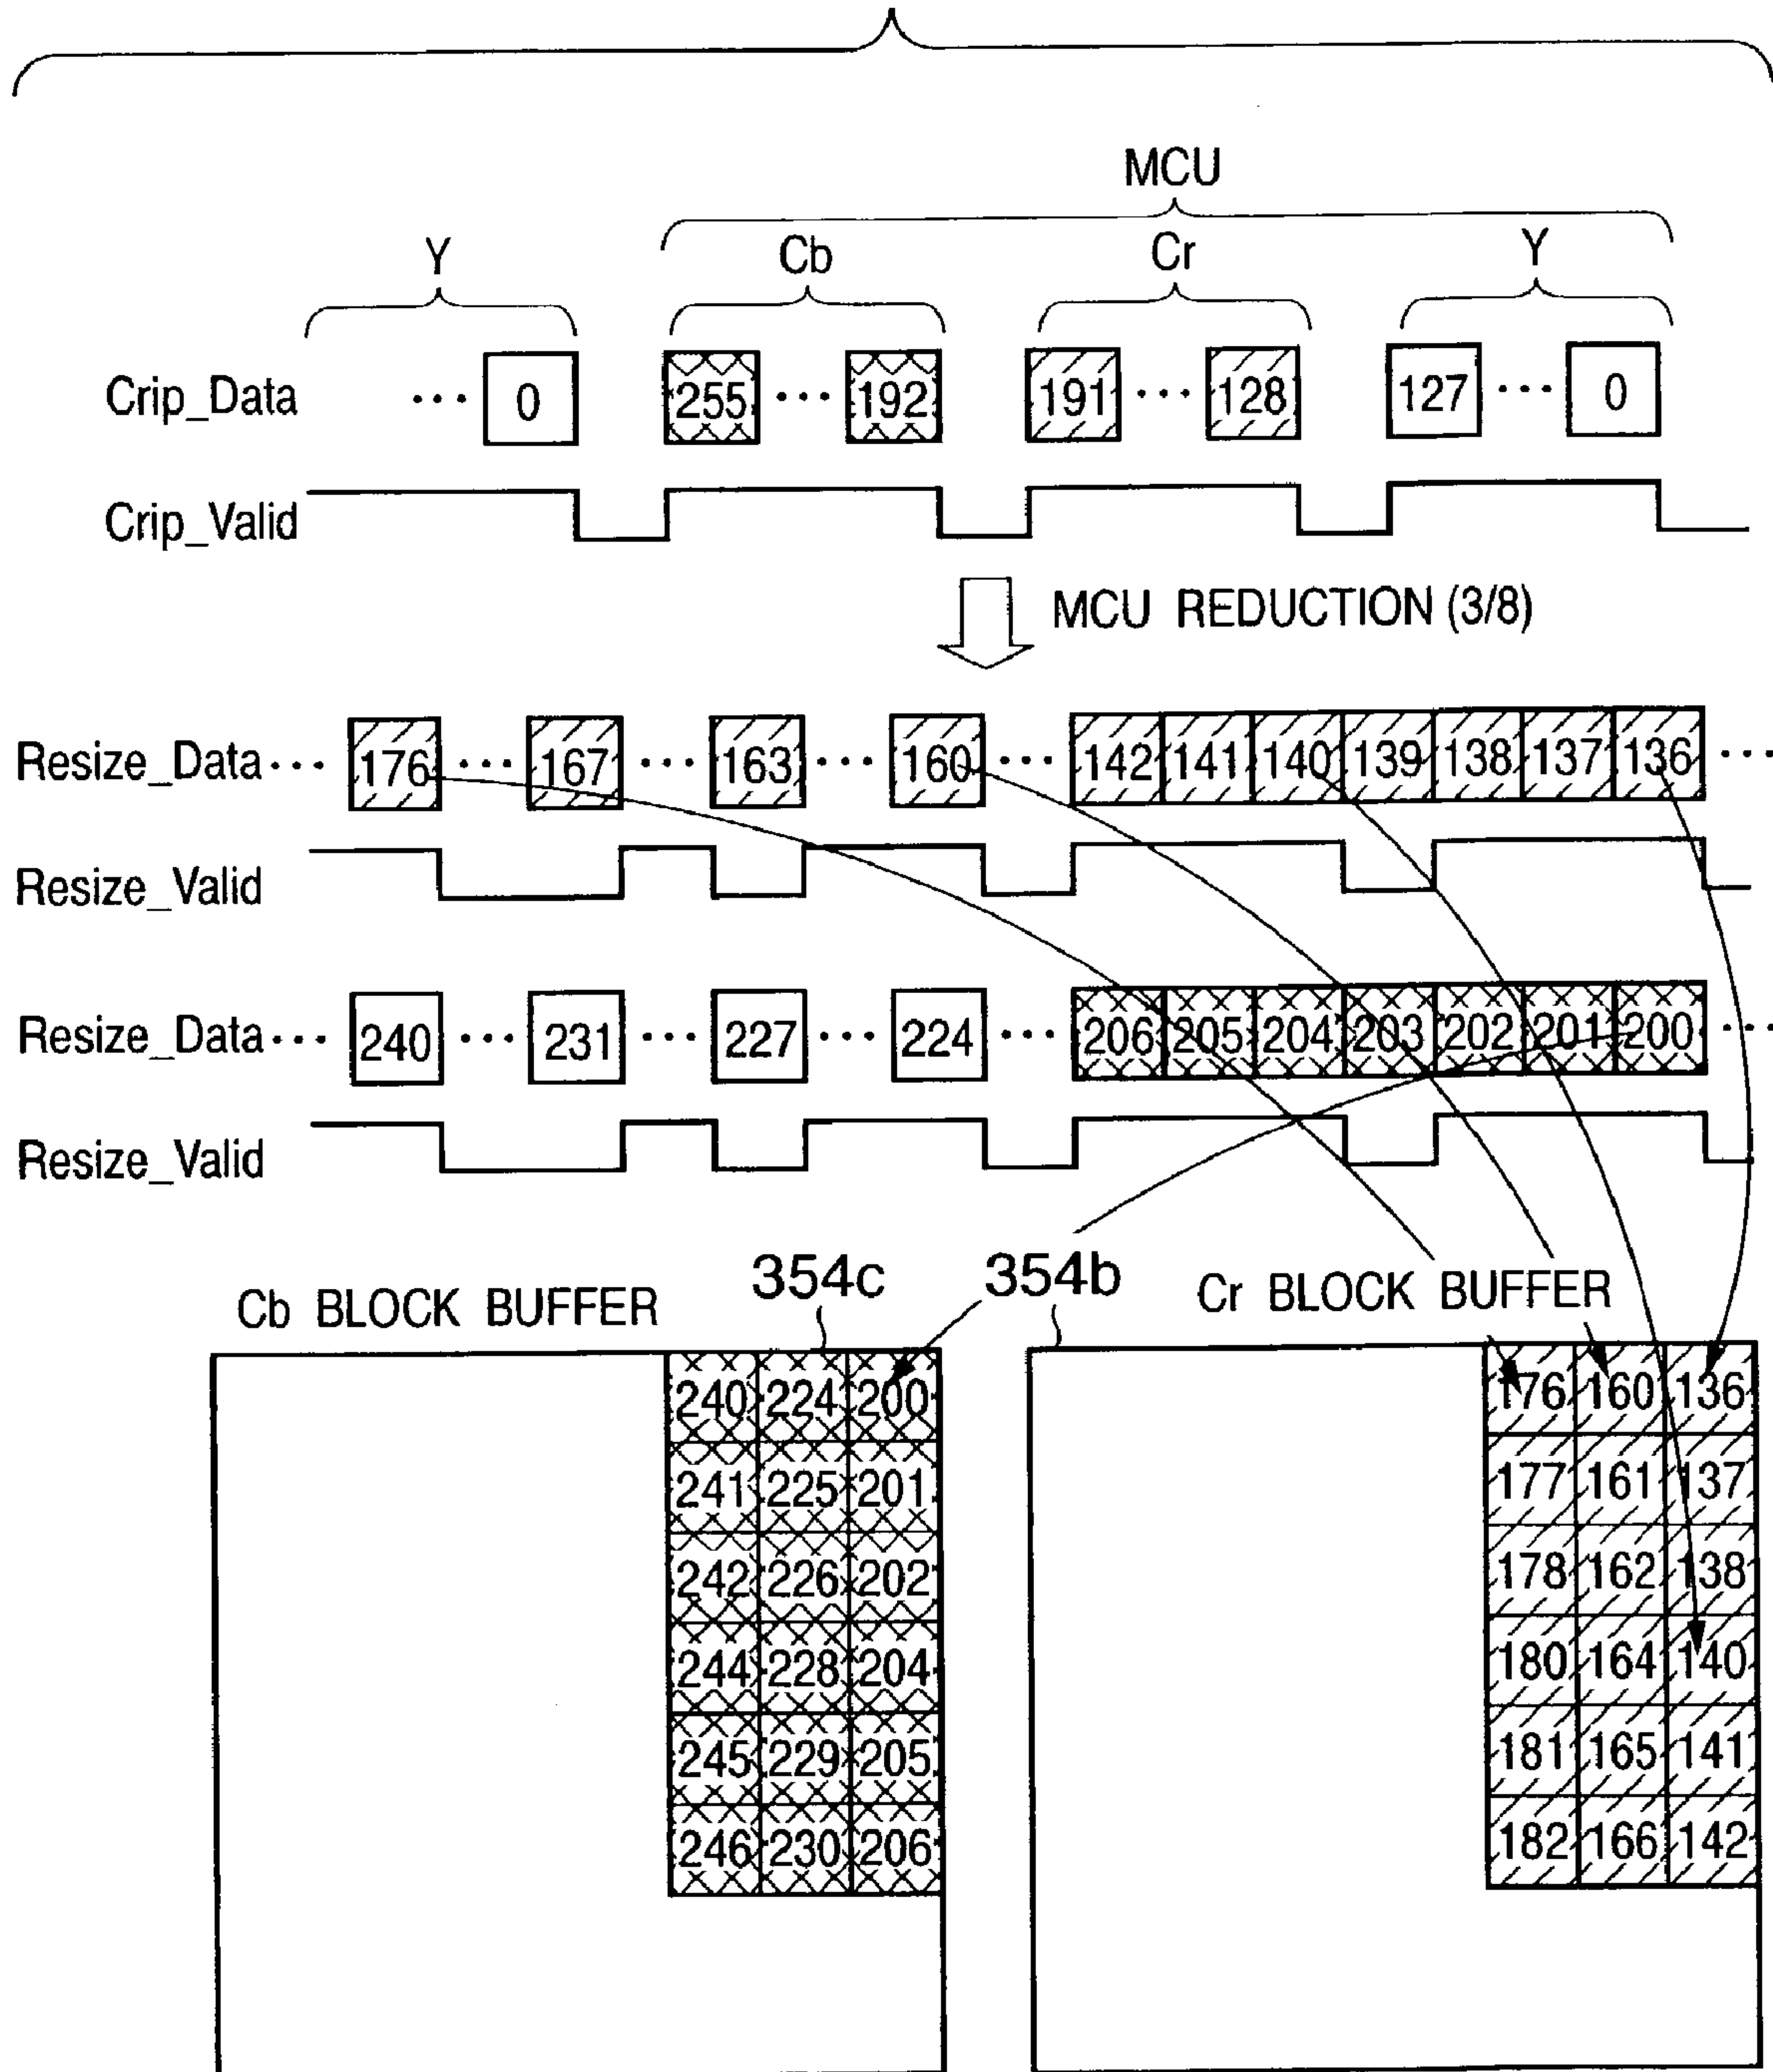 MCU
Y Cb Cr Y
Crip_Data ... 0 255 ... 192 191 ... 128 127 ... 0
Crip_Valid
MCU REDUCTION (3/8)
Resize_Data ... 176 ... 167 ... 163 ... 160 ... 142 141 140 139 138 137 136 ...
Resize_Valid
Resize_Data ... 240 ... 231 ... 227 ... 224 ... 206 205 204 203 202 201 200 ...
Resize_Valid
Cb BLOCK BUFFER 354c 354b Cr BLOCK BUFFER
240 224 200 176 160 136
241 225 201 177 161 137
242 226 202 178 162 138
244 228 204 180 164 140
245 229 205 181 165 141
246 230 206 182 166 142